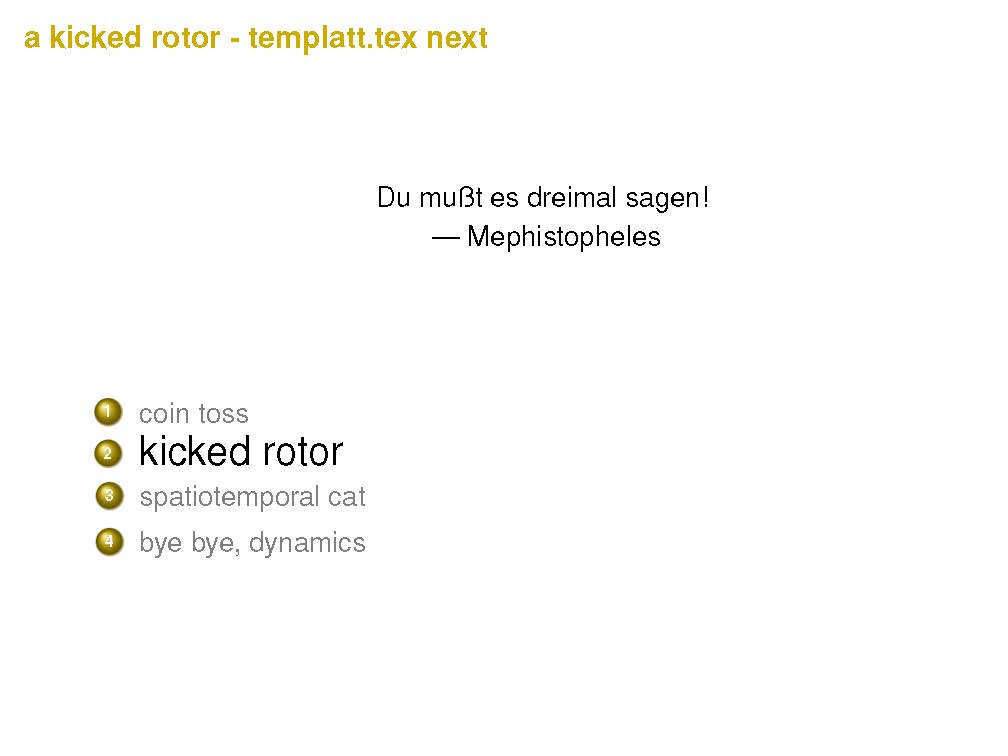 a kicked rotor - templatt.tex next
Du mußt es dreimal sagen!
— Mephistopheles
1 coin toss
2 kicked rotor
3 spatiotemporal cat
4 bye bye, dynamics